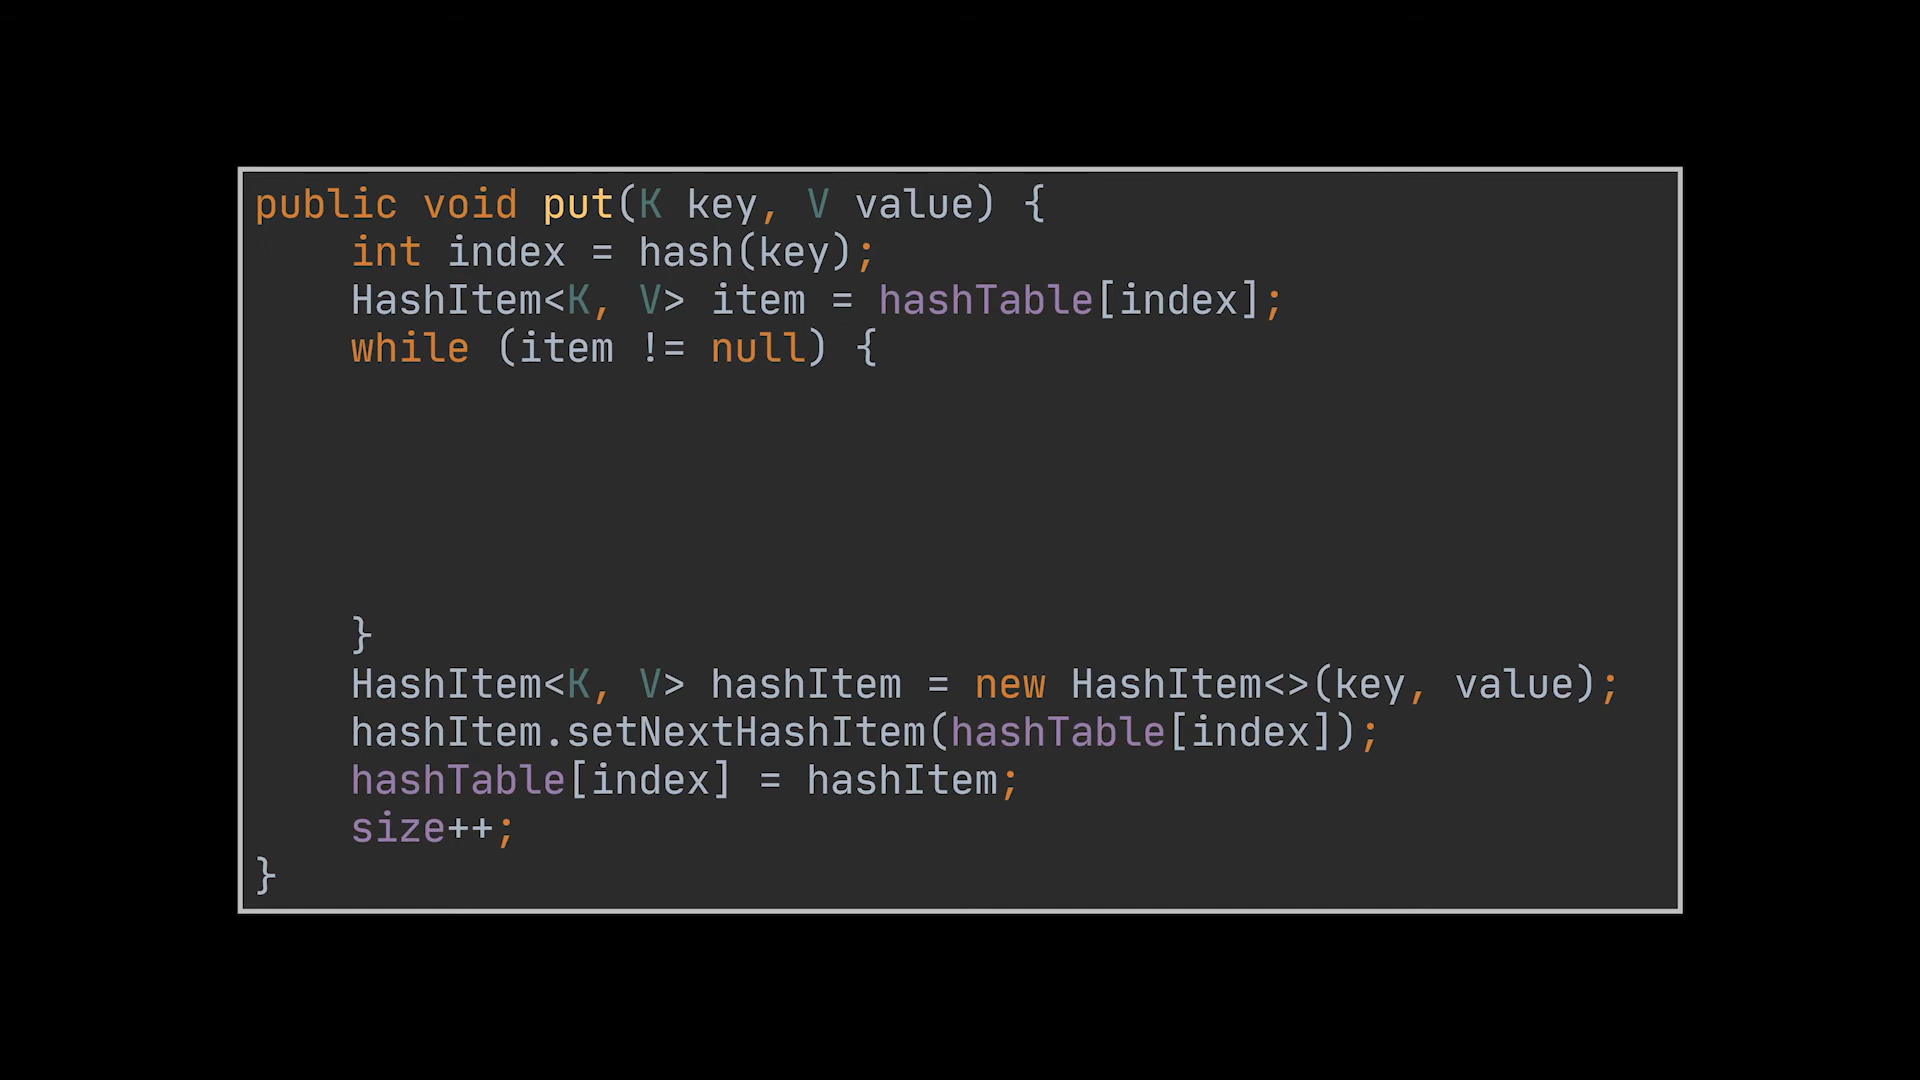 public void put(K key, V value) {
    int index = hash(key);
    HashItem<K, V> item = hashTable[index];
    while (item != null) {
    }
    HashItem<K, V> hashItem = new HashItem<>(key, value);
    hashItem.setNextHashItem(hashTable[index]);
    hashTable[index] = hashItem;
    size++;
}